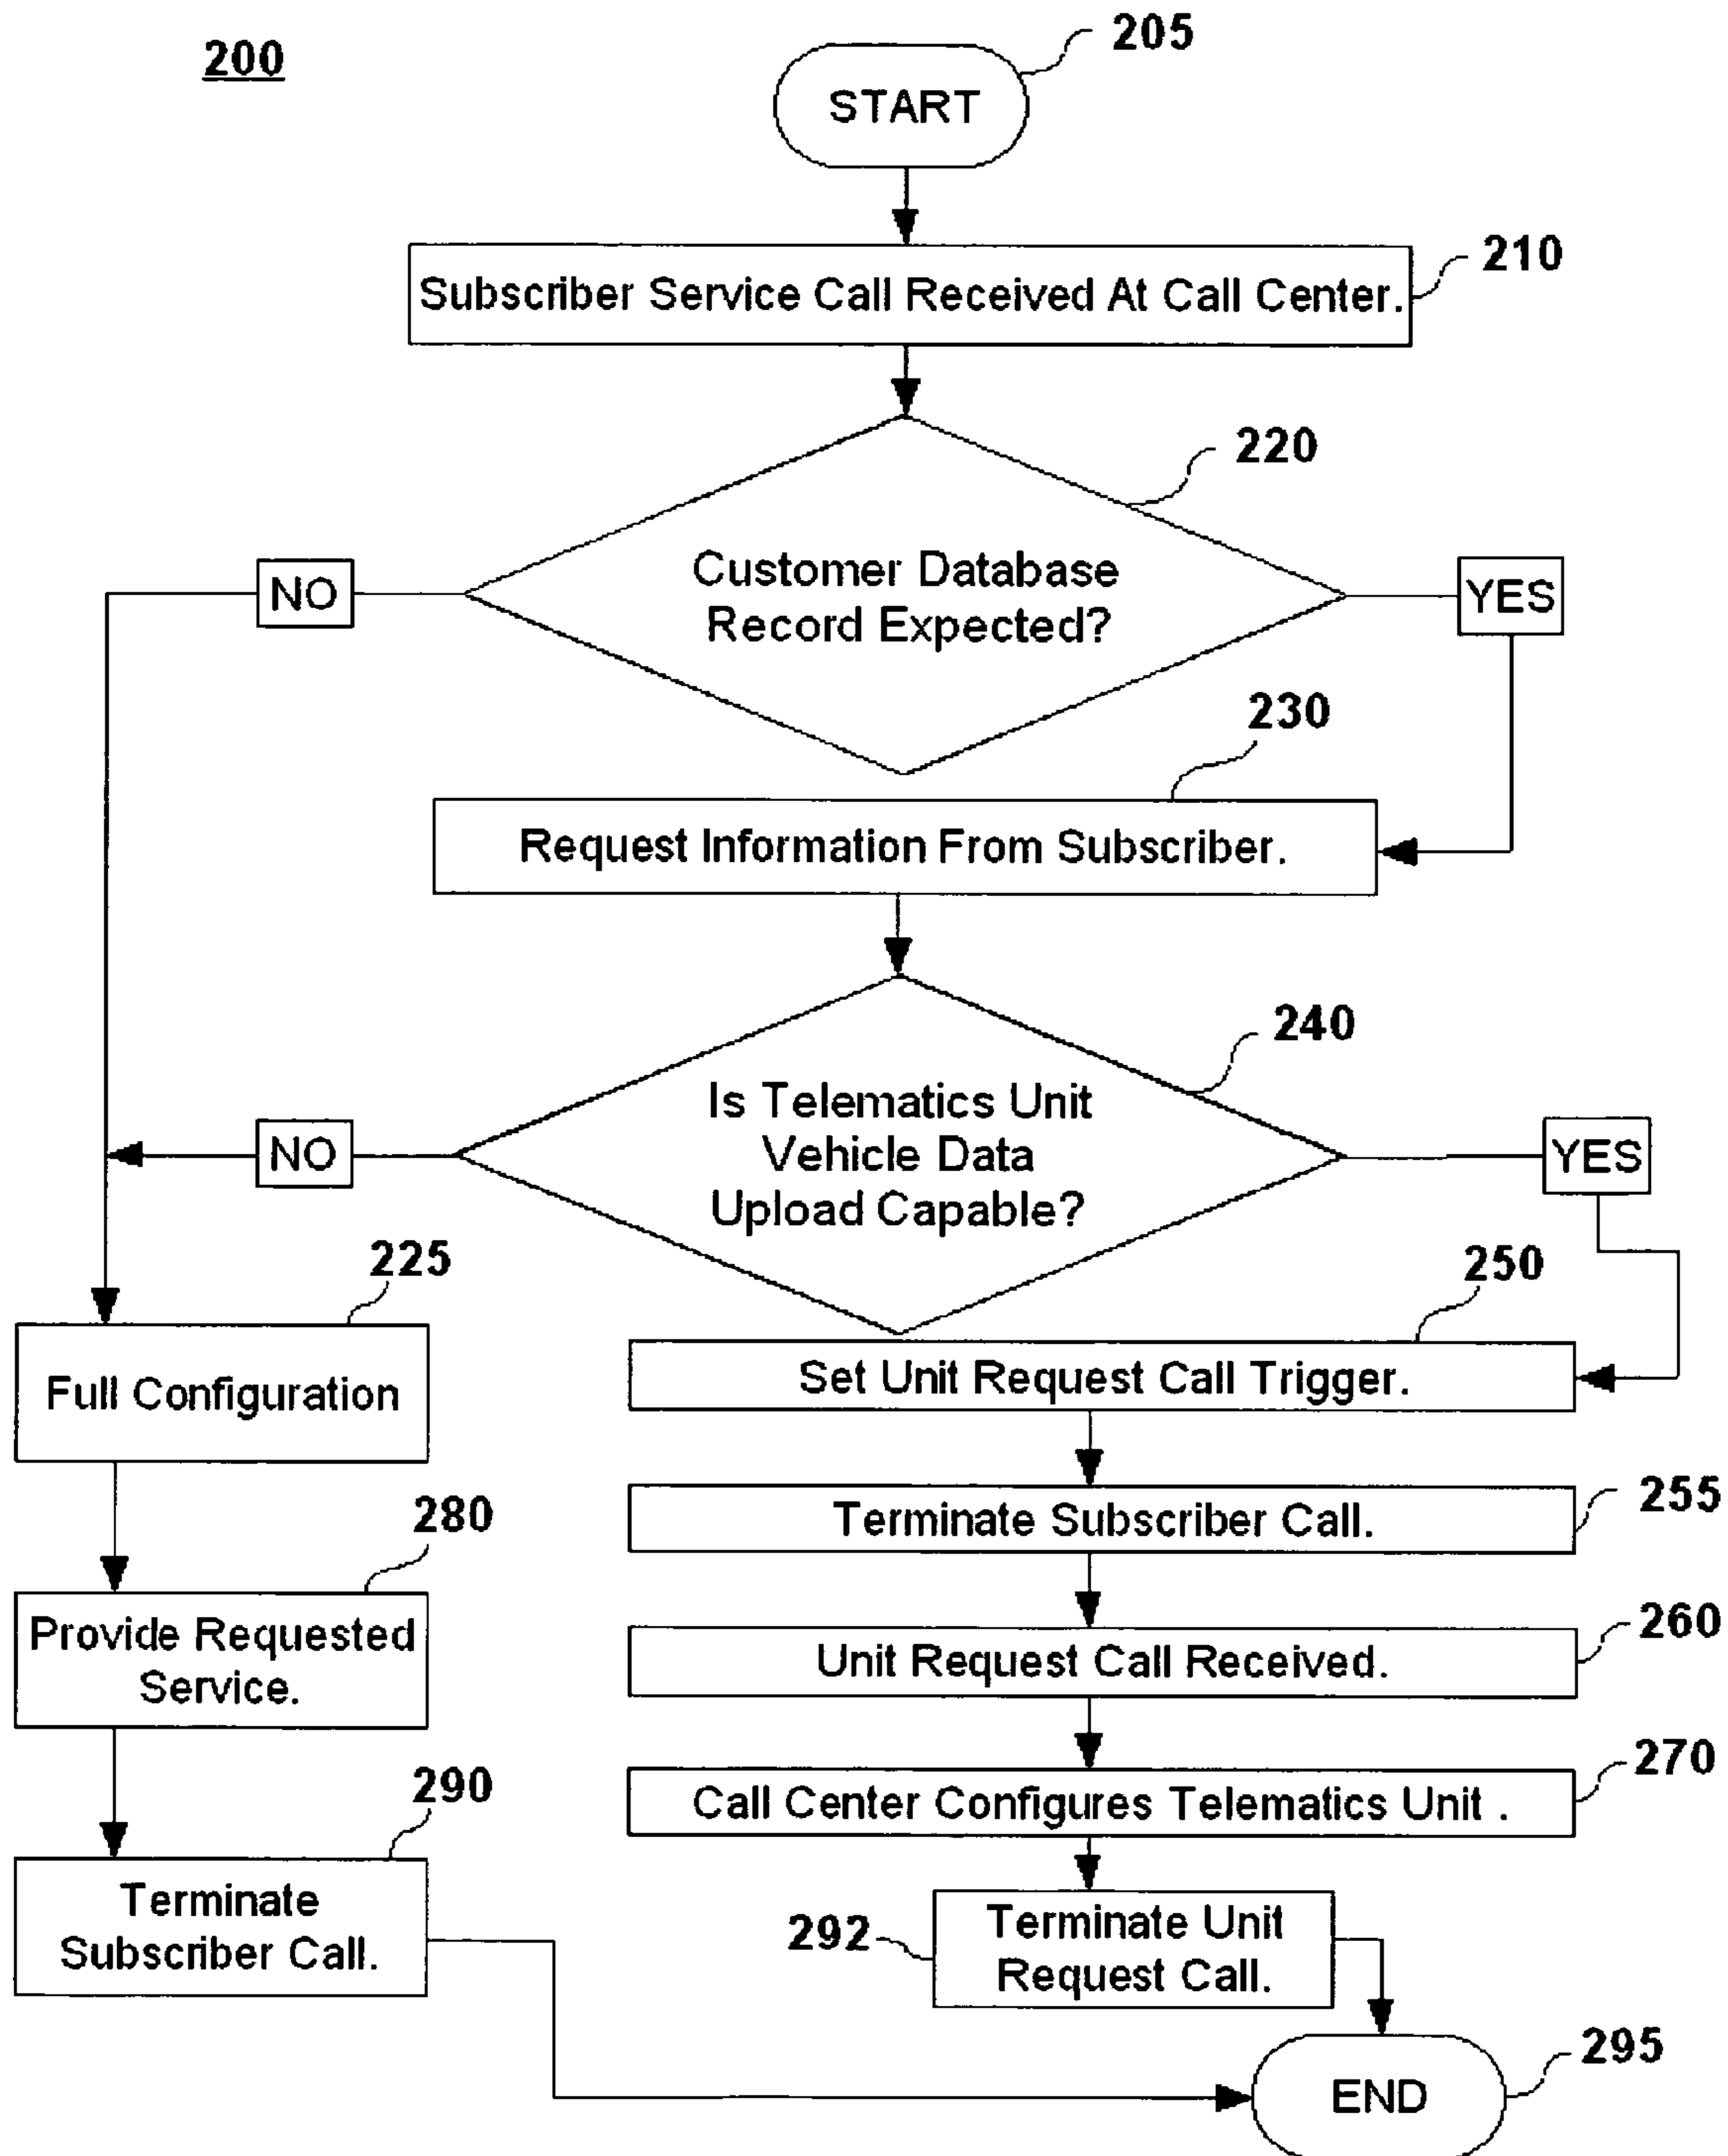 200
205
START
210
Subscriber Service Call Received At Call Center.
220
Customer Database
Record Expected?
NO
YES
230
Request Information From Subscriber.
240
Is Telematics Unit
Vehicle Data
Upload Capable?
NO
YES
225
Full Configuration
250
Set Unit Request Call Trigger.
255
Terminate Subscriber Call.
280
Provide Requested
Service.
260
Unit Request Call Received.
270
Call Center Configures Telematics Unit .
290
Terminate
Subscriber Call.
292
Terminate Unit
Request Call.
295
END